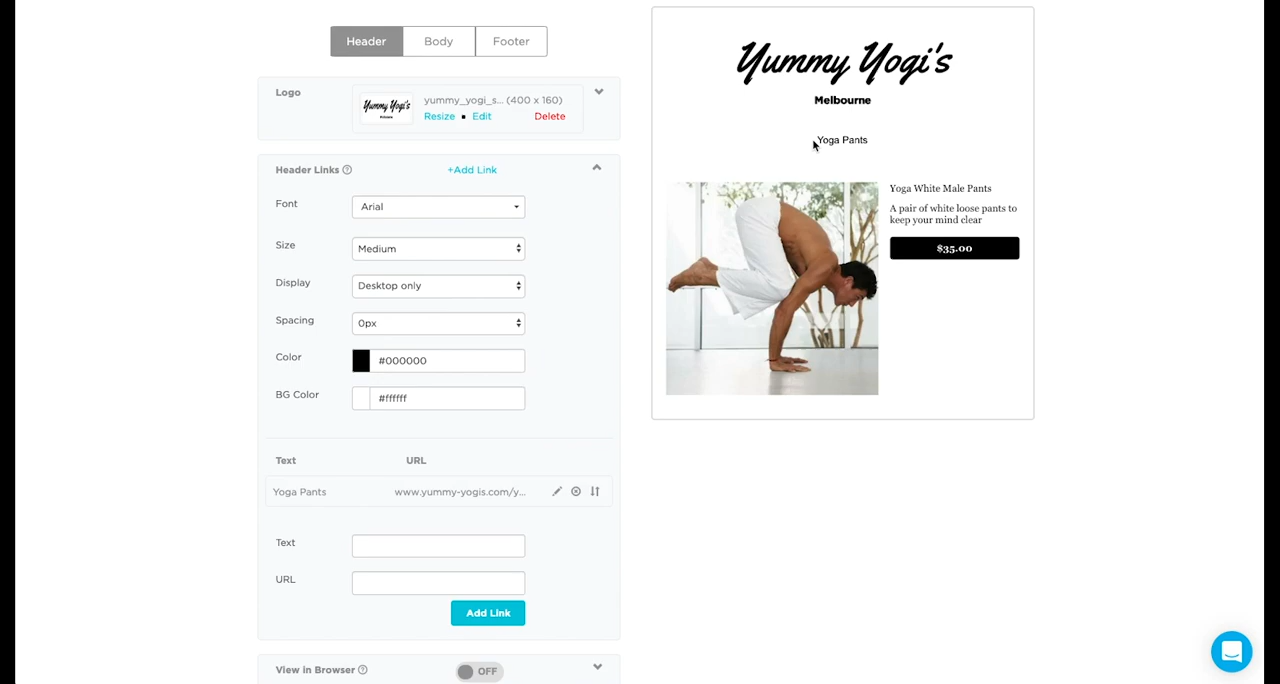 Header Body Footer
Logo
yummy_yogi_s... (400 x 160)
Resize ▪ Edit Delete
Header Links +Add Link
Font Arial
Size Medium
Display Desktop only
Spacing 0px
Color #000000
BG Color #ffffff
Text URL
Yoga Pants www.yummy-yogis.com/y...
Text
URL
Add Link
View in Browser OFF
Yummy Yogi's
Melbourne
Yoga Pants
Yoga White Male Pants
A pair of white loose pants to
keep your mind clear
$35.00